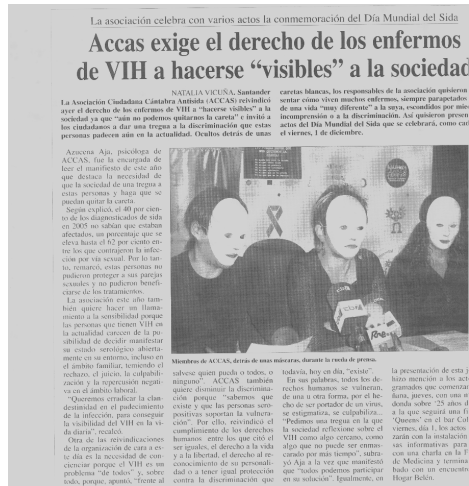 La asociación celebra con varios actos la conmemoración del Día Mundial del Sida
Accas exige el derecho de los enfermos
de VIH a hacerse “visibles” a la sociedad
NATALIA VICUÑA. Santander
La Asociación Ciudadana Cántabra Antisida (ACCAS) reivindicó
ayer el derecho de los enfermos de VIH a “hacerse visibles” a la
sociedad ya que “aún no podemos quitarnos la careta” e invitó a
los ciudadanos a dar una tregua a la discriminación que estas
personas padecen aún en la actualidad. Ocultos detrás de unas
caretas blancas, los responsables de la asociación quisieron
sentar cómo viven muchos enfermos, siempre parapetados
de una vida “muy diferente” a la suya, escondidos por
incomprensión o a la discriminación. Así quisieron
actos del Día Mundial del Sida que se celebrará, como
el viernes, 1 de diciembre.
Azucena Aja, psicóloga de
ACCAS, fue la encargada de
leer el manifiesto de este año
que destaca la necesidad de
que la sociedad de una tregua a
estas personas y haga que se
puedan quitar la careta.
Según explicó, el 40 por cien-
to de los diagnosticados de sida
en 2005 no sabían que estaban
afectados, un porcentaje que se
eleva hasta el 62 por ciento en-
tre los que contrajeron la infec-
ción por vía sexual. Por lo tan-
to, remarcó, estas personas no
pudieron proteger a sus parejas
sexuales y no pudieron benefi-
ciarse de los tratamientos.
La asociación este año tam-
bién quiere hacer un llama-
miento a la sensibilidad porque
las personas que tienen VIH en
la actualidad carecen de la po-
sibilidad de decidir manifestar
su estado serológico abierta-
mente en su entorno, incluso en
el ámbito familiar, temiendo el
rechazo, el juicio, la culpabili-
zación y la repercusión negati-
va en el ámbito laboral.
“Queremos erradicar la clan-
destinidad en el padecimiento
de la infección, para conseguir
la visibilidad del VIH en la vi-
da diaria”, recalcó.
Otra de las reivindicaciones
de la organización de cara a es-
te día es la necesidad de con-
cienciar porque el VIH es un
problema “de todos” y, sobre
todo, porque, apuntó, “frente al
Miembros de ACCAS, detrás de unas máscaras, durante la rueda de prensa.
sálvese quien pueda o todos, o
ninguno”. ACCAS también
quiere disminuir la discrimina-
ción porque “sabemos que
existe y que las personas sero-
positivas soportan la vulnera-
ción”. Por ello, reivindicó el
cumplimiento de los derechos
humanos entre los que citó el
ser iguales, el derecho a la vida
y a la libertad, el derecho al re-
conocimiento de su personali-
dad o a tener igual protección
contra la discriminación que
todavía, hoy en día, “existe”.
En sus palabras, todos los de-
rechos humanos se vulneran,
de una u otra forma, por el he-
cho de ser portador de un virus,
se estigmatiza, se culpabiliza...
“Pedimos una tregua en la que
la sociedad reflexione sobre el
VIH como algo cercano, como
algo que no puede ser enmas-
carado por más tiempo”, subra-
yó Aja a la vez que manifestó
que “todos podemos participar
en su solución”. Igualmente, en
la presentación de esta
hizo mención a los
gramados que comenzarán
ñana, jueves, con una
donda sobre ‘25 años
a la que seguirá una
‘Queens’ en el bar
viernes, día 1, los
zarán con la instalación
sas informativas para
con una charla en la
de Medicina y
bado con un encuentro
Hogar Belén.